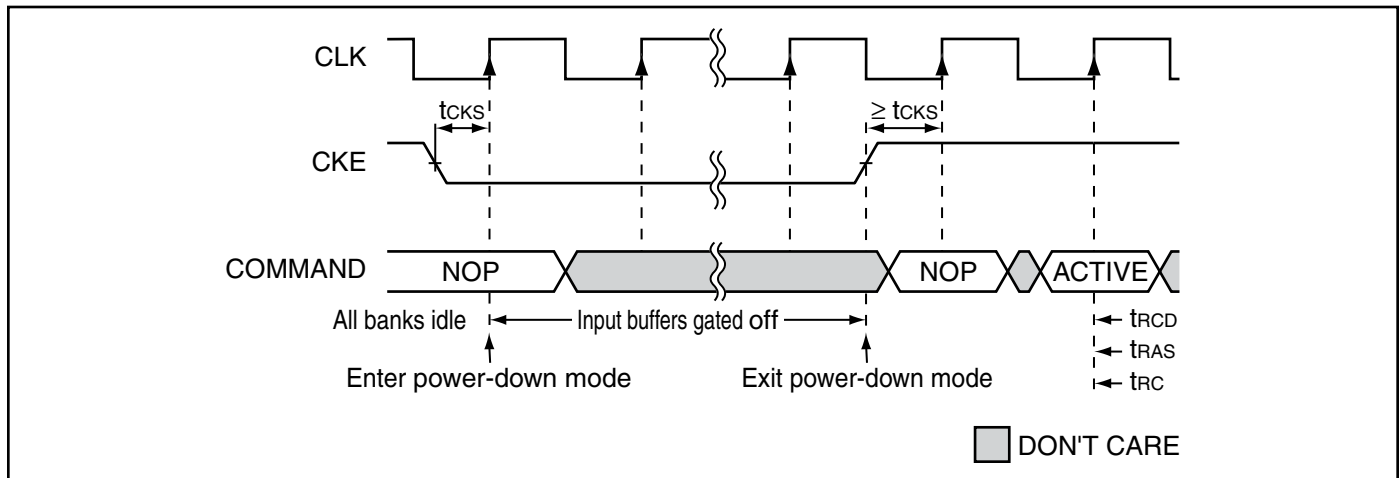 CLK
tCKS
≥ tCKS
CKE
COMMAND
NOP
NOP
ACTIVE
All banks idle
Input buffers gated off
tRCD
tRAS
Enter power-down mode
Exit power-down mode
tRC
DON'T CARE